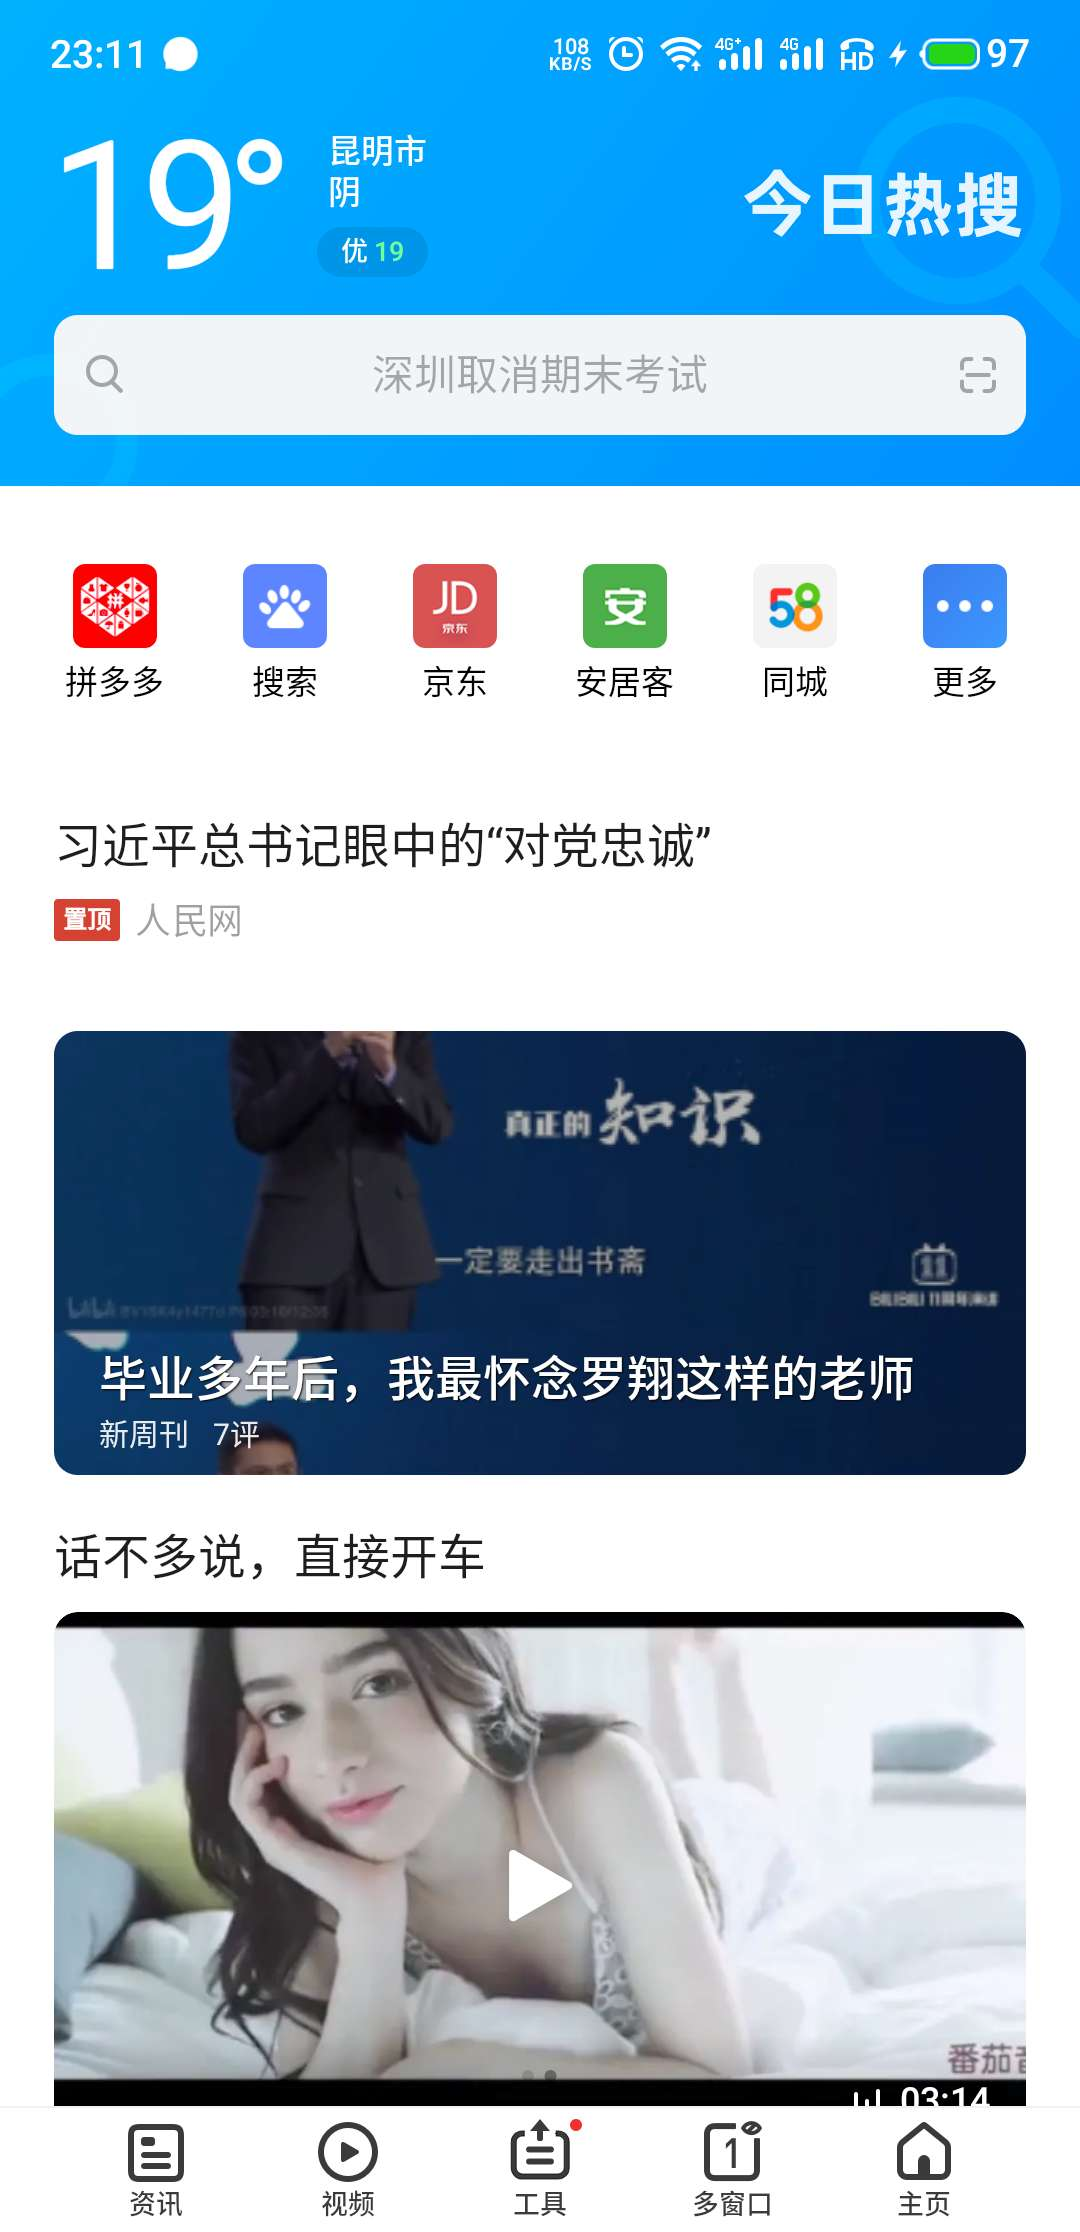 23:11
108
KB/S
4G+
4G
HD
97
19°
昆明市
阴
优 19
今日热搜
深圳取消期末考试
拼
JD
京东
安
58
拼多多
搜索
京东
安居客
同城
更多
习近平总书记眼中的“对党忠诚”
置顶 人民网
真正的知识
一定要走出书斋
11
毕业多年后，我最怀念罗翔这样的老师
新周刊 7评
话不多说，直接开车
番茄
03:14
1
资讯
视频
工具
多窗口
主页